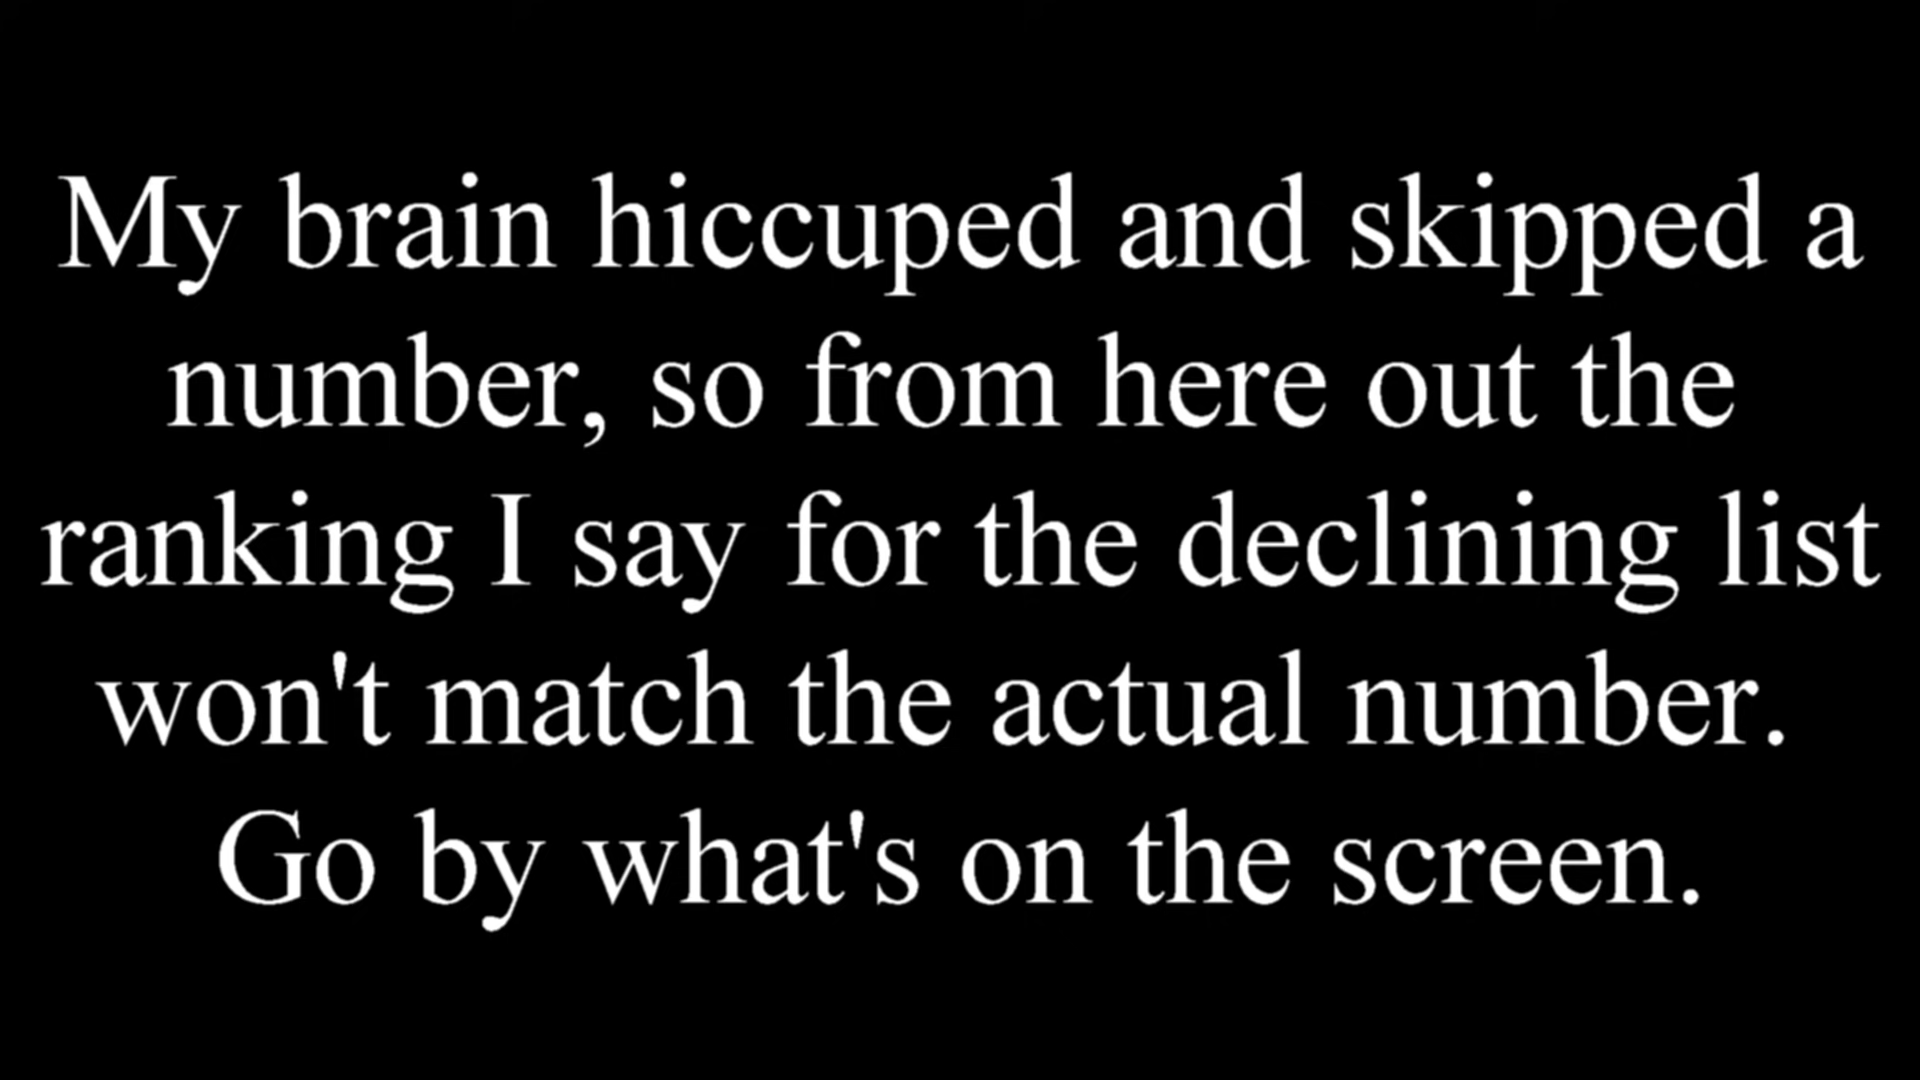 My brain hiccuped and skipped a
number, so from here out the
ranking I say for the declining list
won't match the actual number.
Go by what's on the screen.